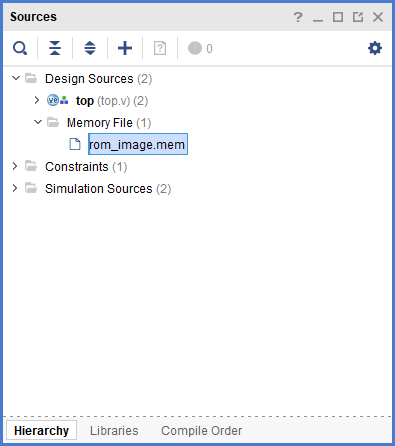 Sources
?
0
Design Sources (2)
top (top.v) (2)
Memory File (1)
rom_image.mem
Constraints (1)
Simulation Sources (2)
Hierarchy Libraries Compile Order